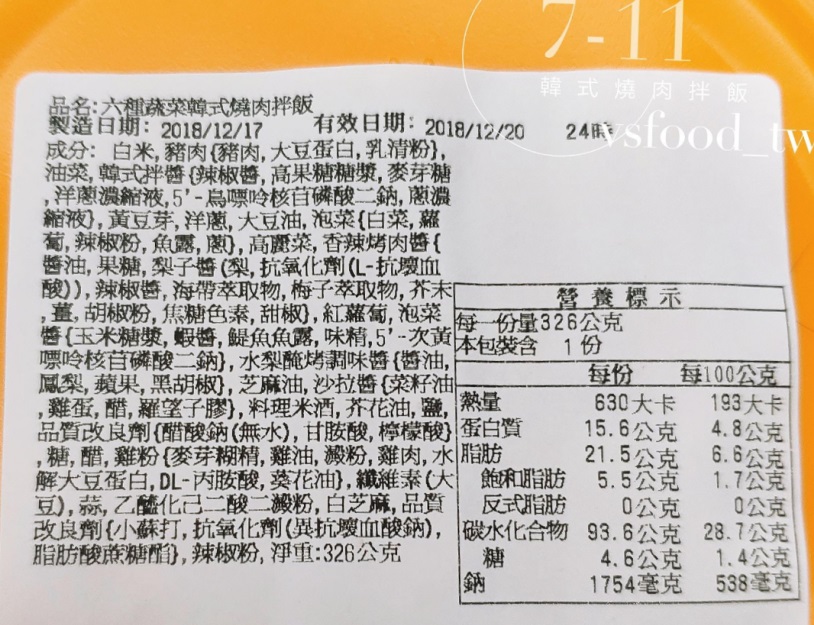 7-11
韓式燒肉拌飯
vsfood_tw
品名:六種蔬菜韓式燒肉拌飯
製造日期: 2018/12/17 有效日期: 2018/12/20 24時
成分: 白米,豬肉{豬肉,大豆蛋白,乳清粉},
油菜,韓式拌醬{辣椒醬,高果糖糖漿,麥芽糖
,洋蔥濃縮液,5'-烏嘌呤核苷磷酸二鈉,蔥濃
縮液},黃豆芽,洋蔥,大豆油,泡菜{白菜,蘿
蔔,辣椒粉,魚露,蔥},高麗菜,香辣烤肉醬{
醬油,果糖,梨子醬(梨,抗氧化劑(L-抗壞血
酸)),辣椒醬,海帶萃取物,梅子萃取物,芥末
,薑,胡椒粉,焦糖色素,甜椒},紅蘿蔔,泡菜
醬{玉米糖漿,蝦醬,鯷魚魚露,味精,5'-次黃
嘌呤核苷磷酸二鈉},水梨醃烤調味醬{醬油,
鳳梨,蘋果,黑胡椒},芝麻油,沙拉醬{菜籽油
,雞蛋,醋,羅望子膠},料理米酒,芥花油,鹽,
品質改良劑{醋酸鈉(無水),甘胺酸,檸檬酸}
,糖,醋,雞粉{麥芽糊精,雞油,澱粉,雞肉,水
解大豆蛋白,DL-丙胺酸,葵花油},纖維素(大
豆),蒜,乙醯化己二酸二澱粉,白芝麻,品質
改良劑{小蘇打,抗氧化劑(異抗壞血酸鈉),
脂肪酸蔗糖酯},辣椒粉,淨重:326公克
營養標示
每一份量326公克
本包裝含 1份
每份 每100公克
熱量 630大卡 193大卡
蛋白質 15.6公克 4.8公克
脂肪 21.5公克 6.6公克
飽和脂肪 5.5公克 1.7公克
反式脂肪 0公克 0公克
碳水化合物 93.6公克 28.7公克
糖 4.6公克 1.4公克
鈉 1754毫克 538毫克